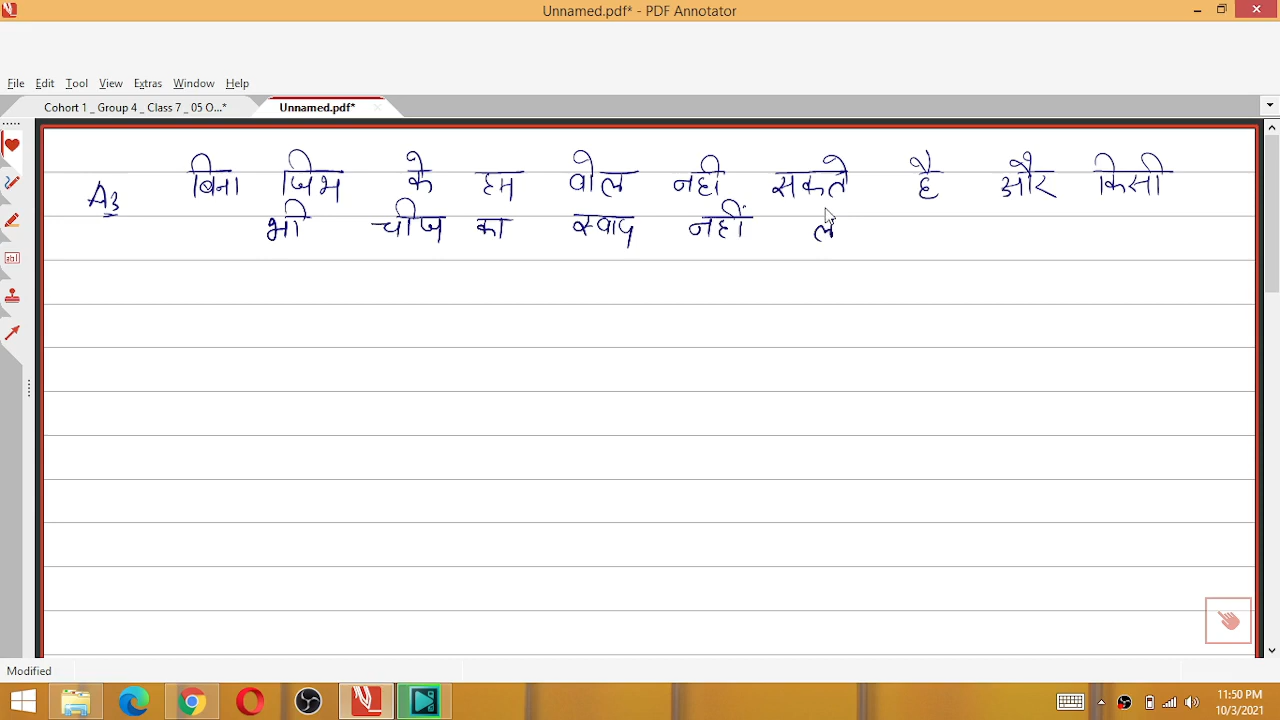 Unnamed.pdf* - PDF Annotator
File Edit Tool View Extras Window Help
Cohort 1 _ Group 4 _ Class 7 _ 05 O...* Unnamed.pdf*
A3 बिना जिभ के हम बोल नही सकते है और किसी
भी चीज का स्वाद नहीं ले
Modified
11:50 PM
10/3/2021